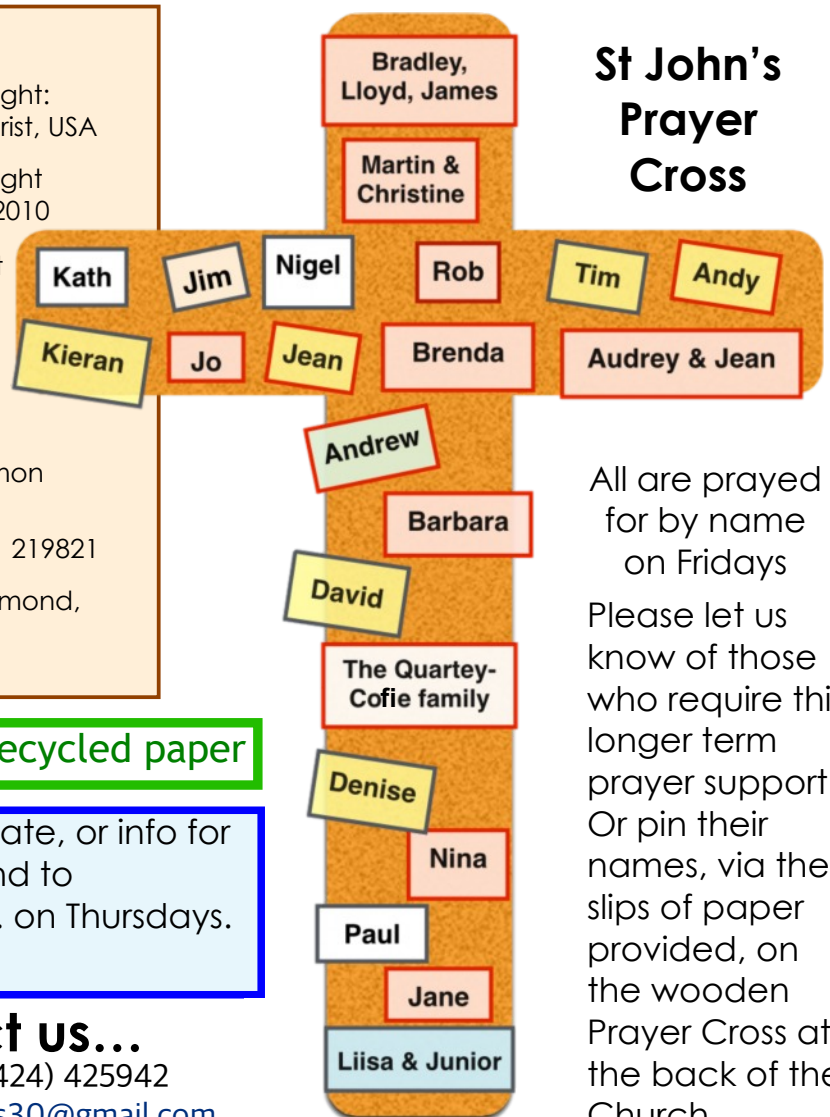 ght:
rist, USA
ght
2010
219821
mond,
ecycled paper
ate, or info for
nd to
. on Thursdays.
ct us…
424) 425942
s30@gmail.com
Bradley,
Lloyd, James
Martin &
Christine
Kath
Jim
Nigel
Rob
Tim
Andy
Kieran
Jo
Jean
Brenda
Audrey & Jean
Andrew
Barbara
David
The Quartey-
Cofie family
Denise
Nina
Paul
Jane
Liisa & Junior
St John’s
Prayer
Cross
All are prayed
for by name
on Fridays
Please let us
know of those
who require thi
longer term
prayer support
Or pin their
names, via the
slips of paper
provided, on
the wooden
Prayer Cross at
the back of the
Church